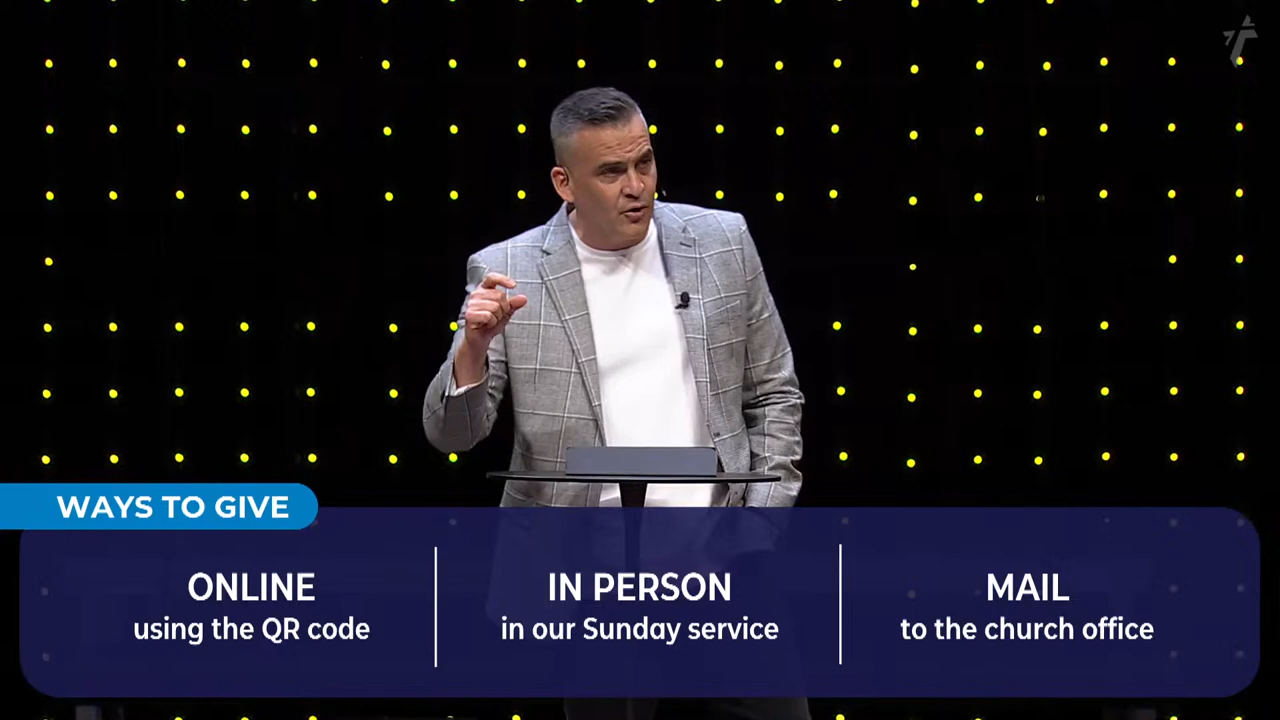 WAYS TO GIVE
ONLINE
using the QR code
IN PERSON
in our Sunday service
MAIL
to the church office